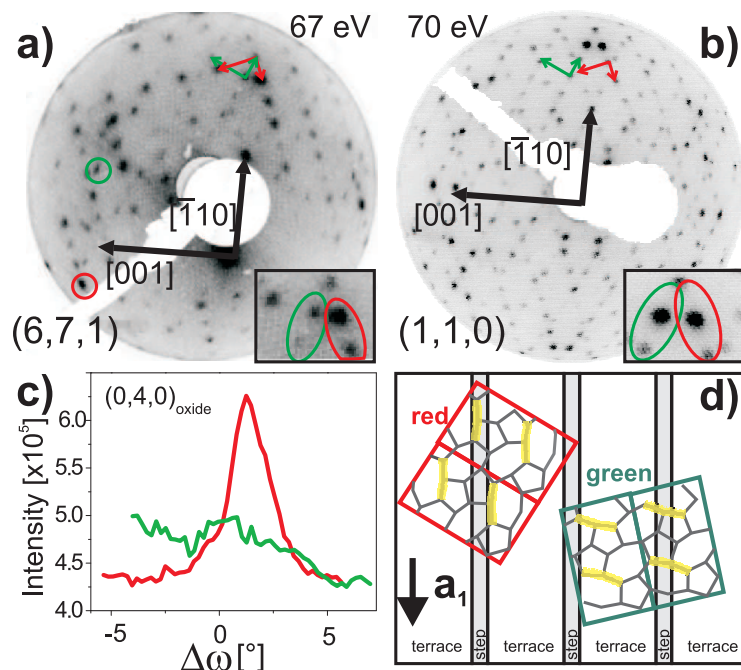 a)
67 eV
[1̅10]
[001]
(6,7,1)
70 eV
b)
[1̅10]
[001]
(1,1,0)
c)
(0,4,0)oxide
Intensity [x10⁵]
6.0
5.5
5.0
4.5
4.0
-5
0
5
Δω[°]
d)
red
green
a₁
terrace
step
terrace
step
terrace
step
terrace